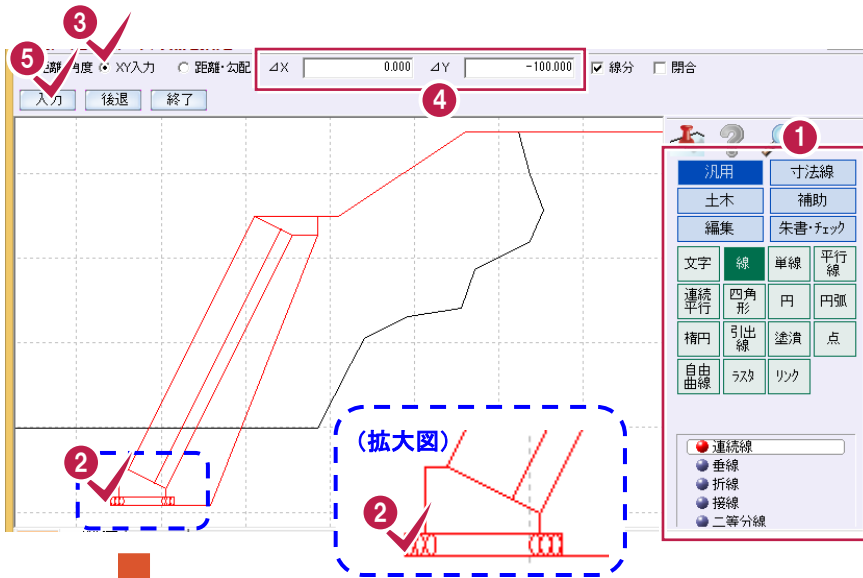 3
5
角度 XY入力 距離・勾配 ⊿X 0.000 ⊿Y -100.000 線分 閉合
4
入力 後退 終了
1
汎用 寸法線
土木 補助
編集 朱書・チェック
文字 線 単線 平行線
連続平行 四角形 円 円弧
楕円 引出線 塗潰 点
自由曲線 ラスタ リンク
連続線
垂線
折線
接線
二等分線
2
(拡大図)
2